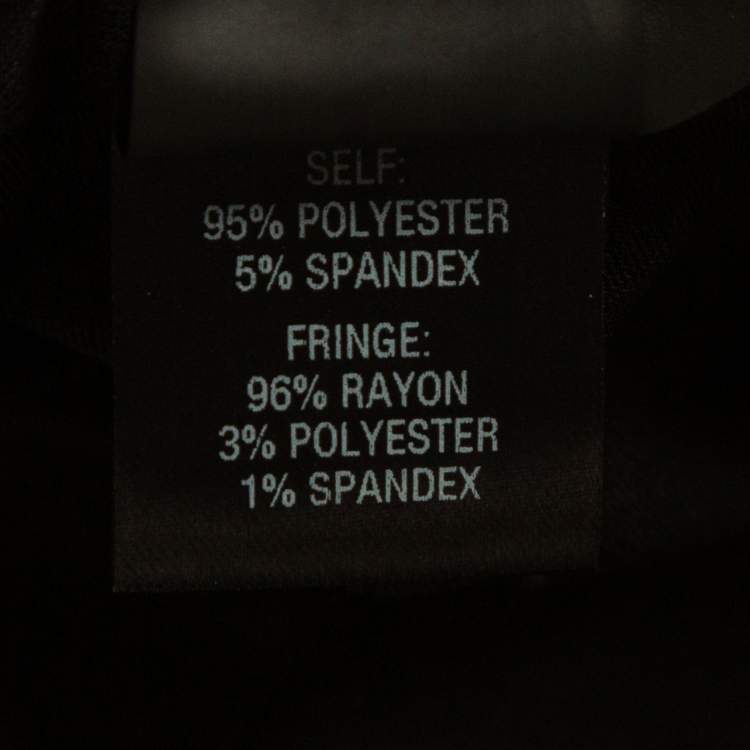 SELF:
95% POLYESTER
5% SPANDEX
FRINGE:
96% RAYON
3% POLYESTER
1% SPANDEX